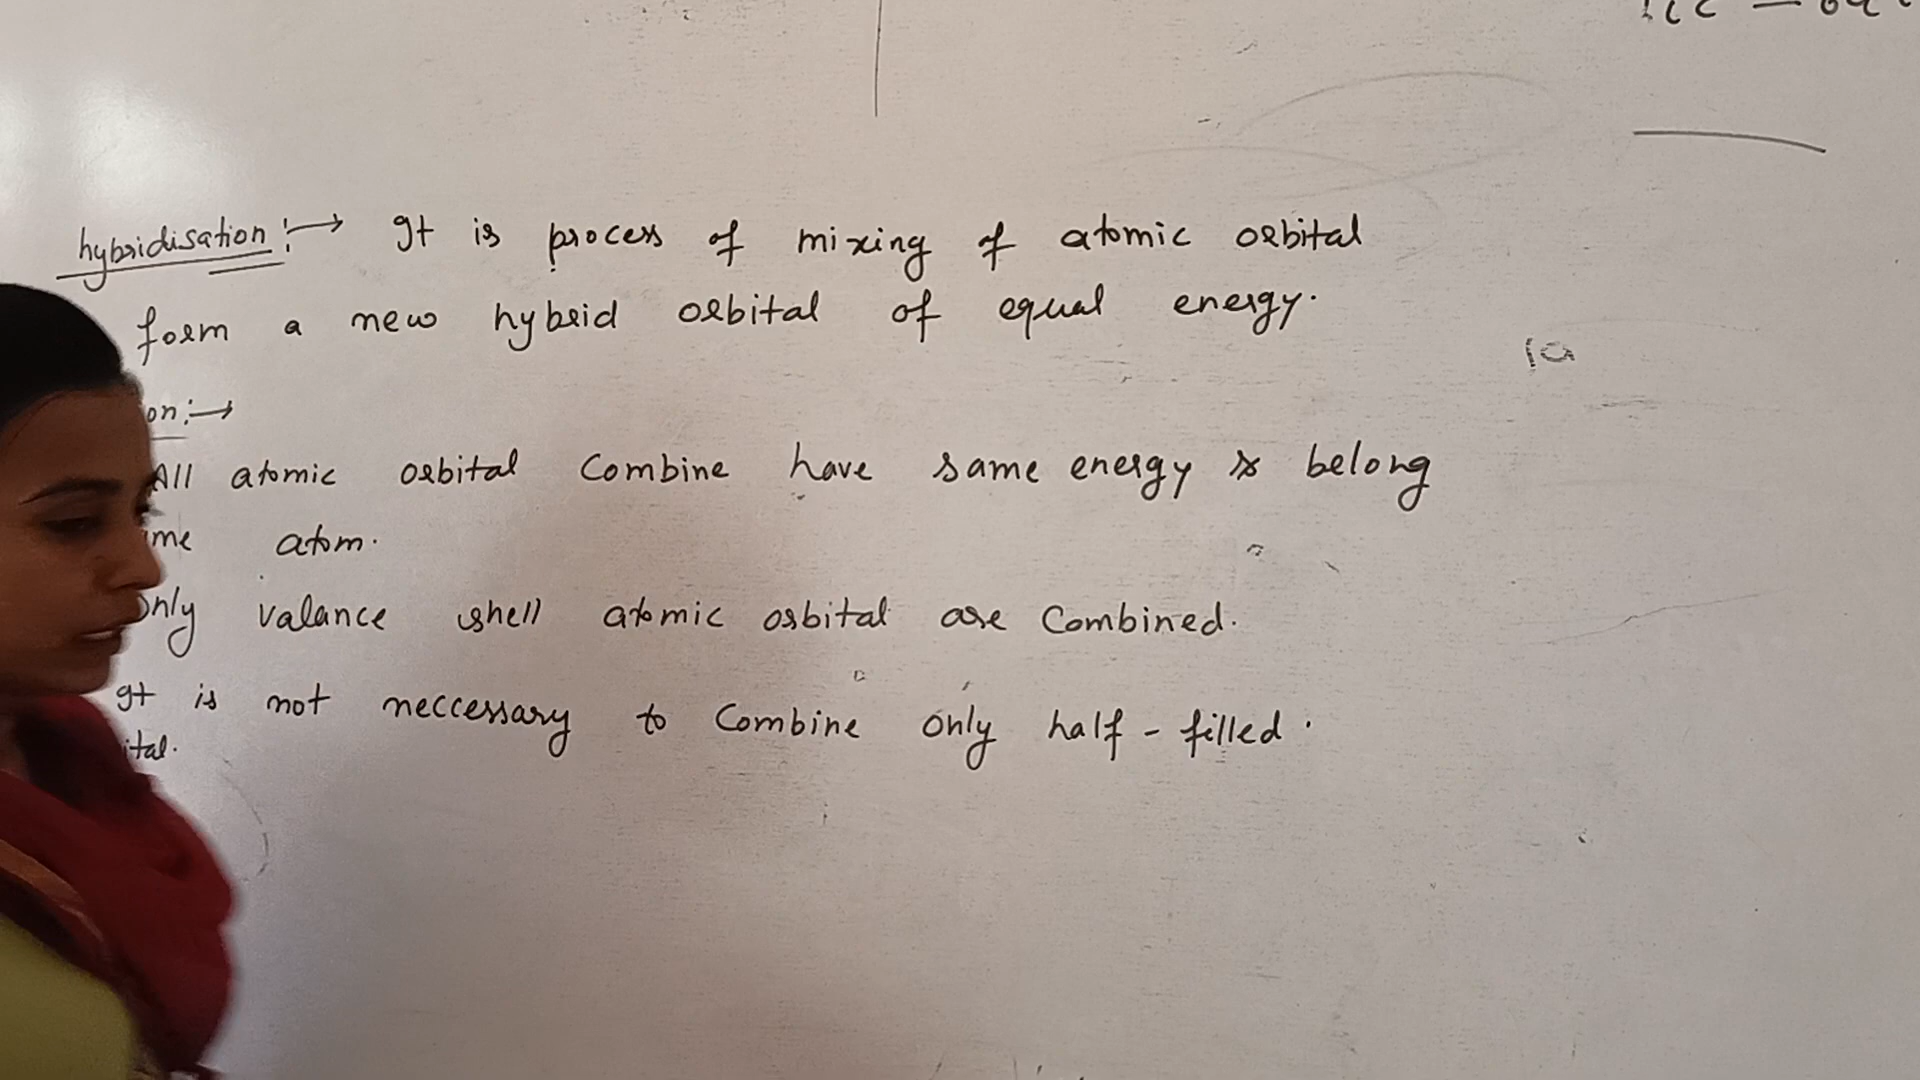 hybridisation :→ It is process of mixing of atomic orbital
form a new hybrid orbital of equal energy.
on :→
All atomic orbital Combine have same energy & belong
me atom.
Only valance shell atomic orbital are Combined.
It is not neccessary to Combine only half - filled.
ital.